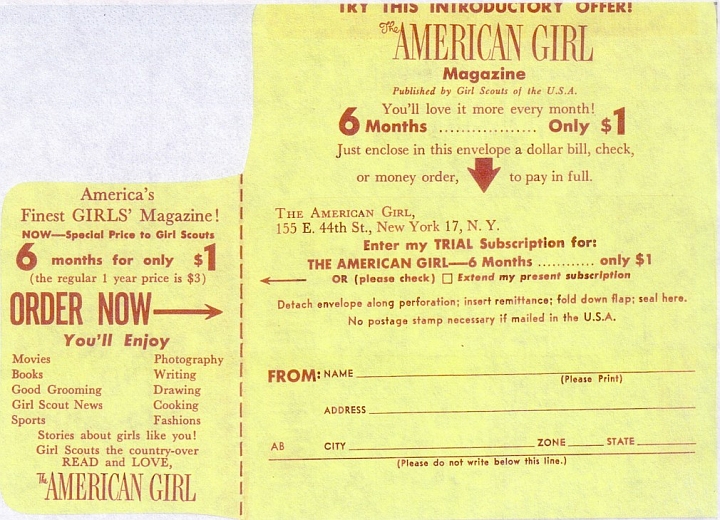 America's
Finest GIRLS' Magazine!
NOW—Special Price to Girl Scouts
6 months for only $1
(the regular 1 year price is $3)
ORDER NOW
You'll Enjoy
Movies Photography
Books Writing
Good Grooming Drawing
Girl Scout News Cooking
Sports Fashions
Stories about girls like you!
Girl Scouts the country-over
READ and LOVE,
The AMERICAN GIRL
TRY THIS INTRODUCTORY OFFER!
The AMERICAN GIRL
Magazine
Published by Girl Scouts of the U.S.A.
You'll love it more every month!
6 Months .................. Only $1
Just enclose in this envelope a dollar bill, check,
or money order, to pay in full.
THE AMERICAN GIRL,
155 E. 44th St., New York 17, N. Y.
Enter my TRIAL Subscription for:
THE AMERICAN GIRL—6 Months ............ only $1
OR (please check) Extend my present subscription
Detach envelope along perforation; insert remittance; fold down flap; seal here.
No postage stamp necessary if mailed in the U.S.A.
FROM: NAME
(Please Print)
ADDRESS
AB CITY ZONE STATE
(Please do not write below this line.)